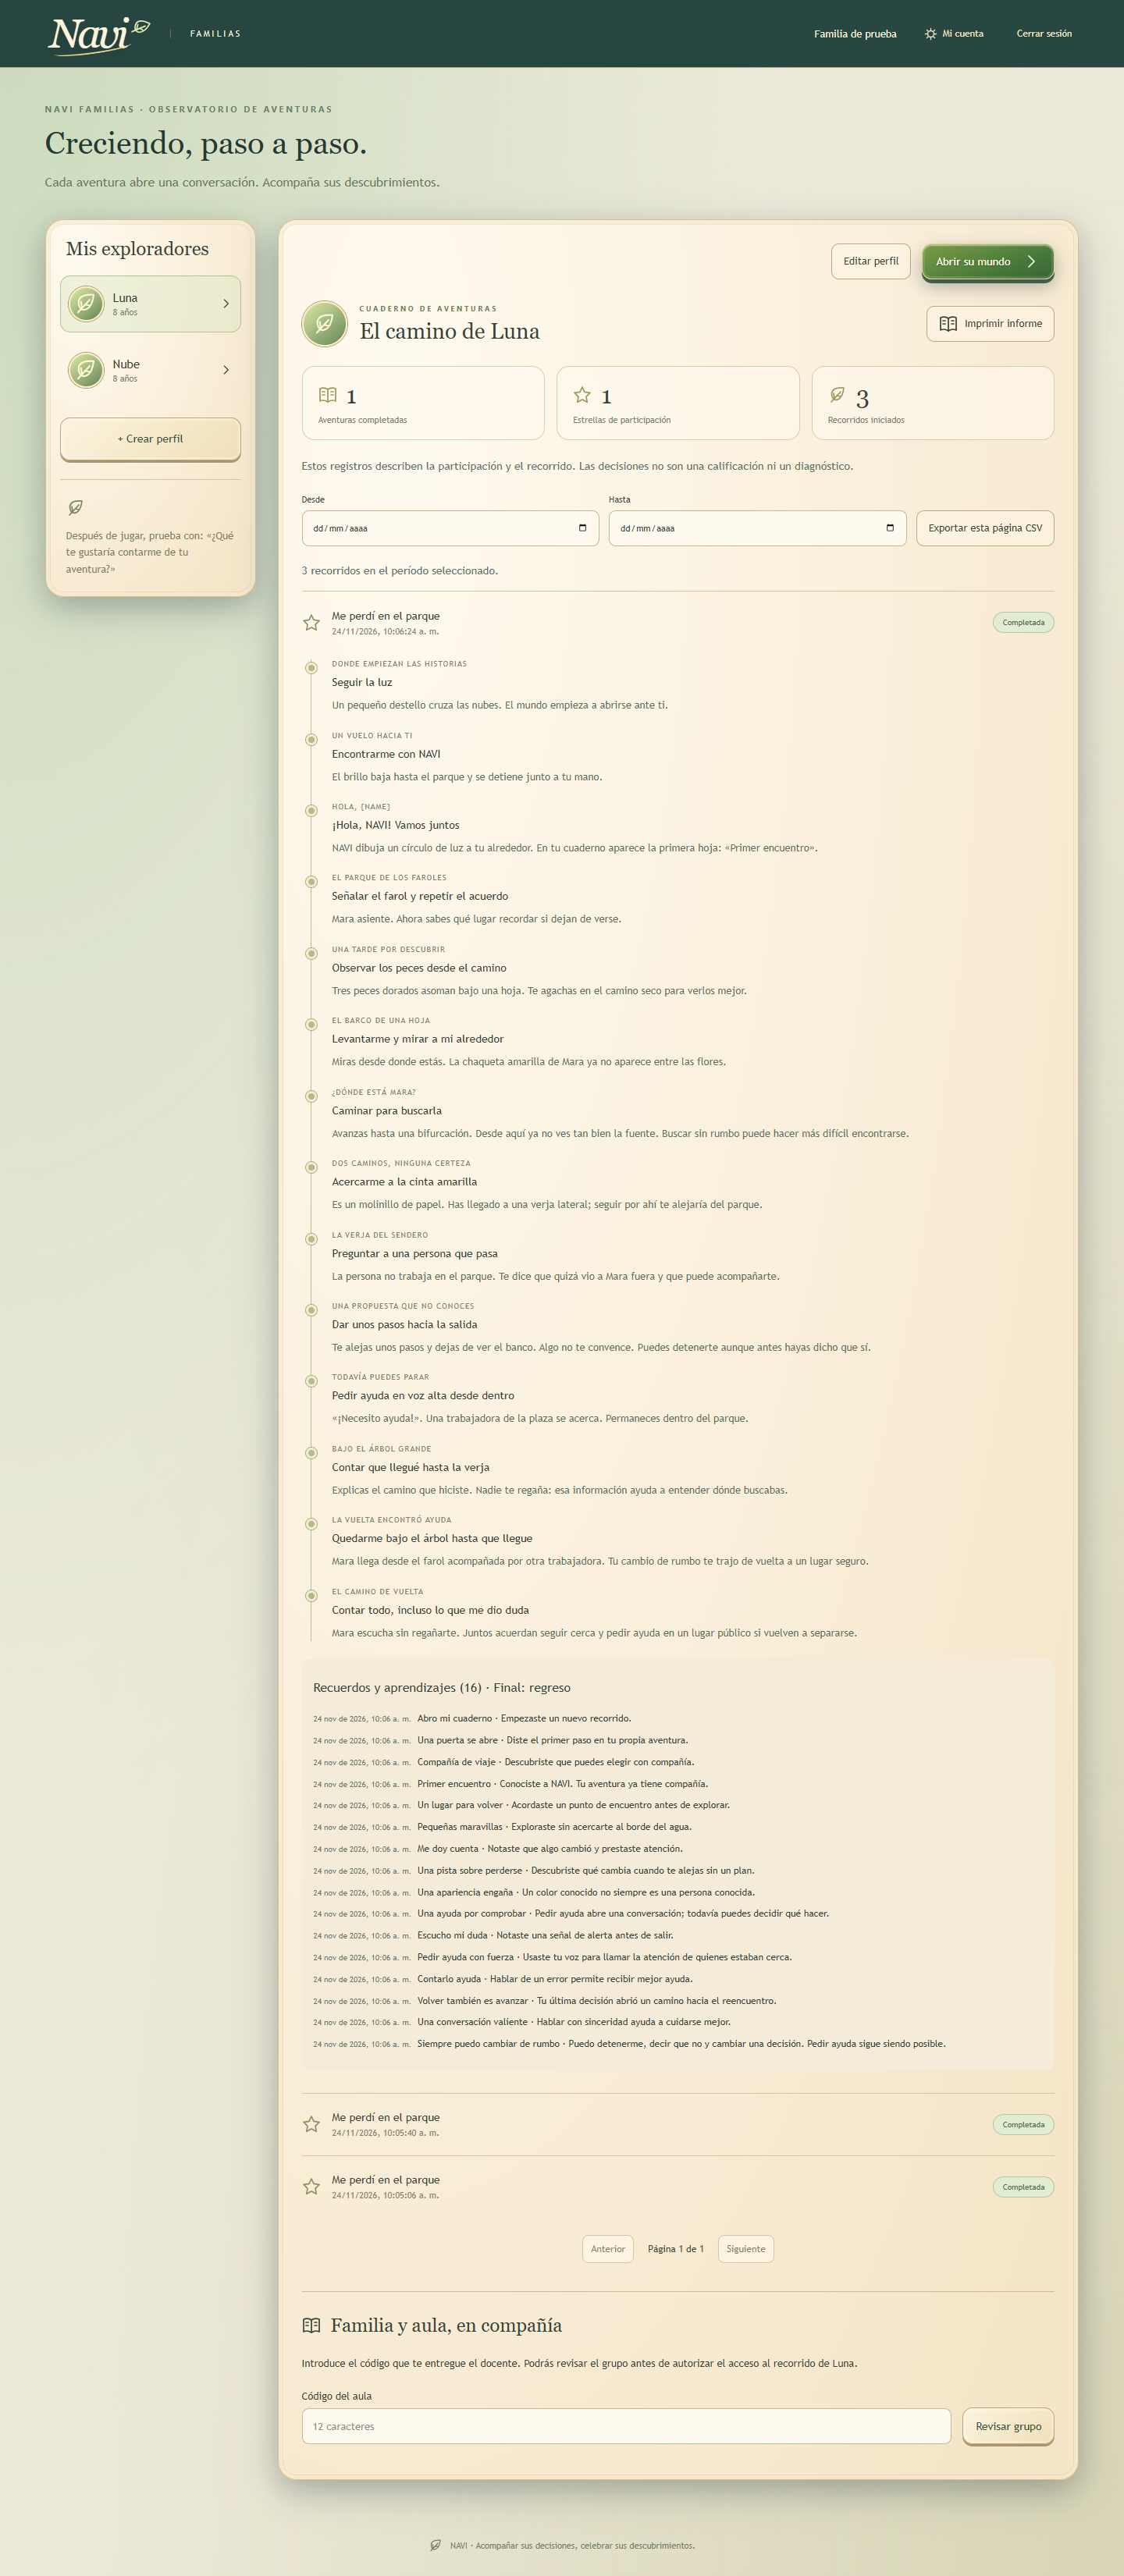 Navi
FAMILIAS
Familia de prueba
Mi cuenta
Cerrar sesión
NAVI FAMILIAS · OBSERVATORIO DE AVENTURAS
Creciendo, paso a paso.
Cada aventura abre una conversación. Acompaña sus descubrimientos.
Mis exploradores
Luna
8 años
Nube
8 años
+ Crear perfil
Después de jugar, prueba con: «¿Qué
te gustaría contarme de tu
aventura?»
Editar perfil
Abrir su mundo
CUADERNO DE AVENTURAS
El camino de Luna
Imprimir informe
1
Aventuras completadas
1
Estrellas de participación
3
Recorridos iniciados
Estos registros describen la participación y el recorrido. Las decisiones no son una calificación ni un diagnóstico.
Desde
dd/mm/aaaa
Hasta
dd/mm/aaaa
Exportar esta página CSV
3 recorridos en el período seleccionado.
Me perdí en el parque
24/11/2026, 10:06:24 a. m.
Completada
DONDE EMPIEZAN LAS HISTORIAS
Seguir la luz
Un pequeño destello cruza las nubes. El mundo empieza a abrirse ante ti.
UN VUELO HACIA TI
Encontrarme con NAVI
El brillo baja hasta el parque y se detiene junto a tu mano.
HOLA, {NAME}
¡Hola, NAVI! Vamos juntos
NAVI dibuja un círculo de luz a tu alrededor. En tu cuaderno aparece la primera hoja: «Primer encuentro».
EL PARQUE DE LOS FAROLES
Señalar el farol y repetir el acuerdo
Mara asiente. Ahora sabes qué lugar recordar si dejan de verse.
UNA TARDE POR DESCUBRIR
Observar los peces desde el camino
Tres peces dorados asoman bajo una hoja. Te agachas en el camino seco para verlos mejor.
EL BARCO DE UNA HOJA
Levantarme y mirar a mi alrededor
Miras desde donde estás. La chaqueta amarilla de Mara ya no aparece entre las flores.
¿DÓNDE ESTÁ MARA?
Caminar para buscarla
Avanzas hasta una bifurcación. Desde aquí ya no ves tan bien la fuente. Buscar sin rumbo puede hacer más difícil encontrarse.
DOS CAMINOS, NINGUNA CERTEZA
Acercarme a la cinta amarilla
Es un molinillo de papel. Has llegado a una verja lateral; seguir por ahí te alejaría del parque.
LA VERJA DEL SENDERO
Preguntar a una persona que pasa
La persona no trabaja en el parque. Te dice que quizá vio a Mara fuera y que puede acompañarte.
UNA PROPUESTA QUE NO CONOCES
Dar unos pasos hacia la salida
Te alejas unos pasos y dejas de ver el banco. Algo no te convence. Puedes detenerte aunque antes hayas dicho que sí.
TODAVÍA PUEDES PARAR
Pedir ayuda en voz alta desde dentro
«¡Necesito ayuda!». Una trabajadora de la plaza se acerca. Permaneces dentro del parque.
BAJO EL ÁRBOL GRANDE
Contar que llegué hasta la verja
Explicas el camino que hiciste. Nadie te regaña: esa información ayuda a entender dónde buscabas.
LA VUELTA ENCONTRÓ AYUDA
Quedarme bajo el árbol hasta que llegue
Mara llega desde el farol acompañada por otra trabajadora. Tu cambio de rumbo te trajo de vuelta a un lugar seguro.
EL CAMINO DE VUELTA
Contar todo, incluso lo que me dio duda
Mara escucha sin regañarte. Juntos acuerdan seguir cerca y pedir ayuda en un lugar público si vuelven a separarse.
Recuerdos y aprendizajes (16) · Final: regreso
24 nov de 2026, 10:06 a. m. Abro mi cuaderno · Empezaste un nuevo recorrido.
24 nov de 2026, 10:06 a. m. Una puerta se abre · Diste el primer paso en tu propia aventura.
24 nov de 2026, 10:06 a. m. Compañía de viaje · Descubriste que puedes elegir con compañía.
24 nov de 2026, 10:06 a. m. Primer encuentro · Conociste a NAVI. Tu aventura ya tiene compañía.
24 nov de 2026, 10:06 a. m. Un lugar para volver · Acordaste un punto de encuentro antes de explorar.
24 nov de 2026, 10:06 a. m. Pequeñas maravillas · Exploraste sin acercarte al borde del agua.
24 nov de 2026, 10:06 a. m. Me doy cuenta · Notaste que algo cambió y prestaste atención.
24 nov de 2026, 10:06 a. m. Una pista sobre perderse · Descubriste qué cambia cuando te alejas sin un plan.
24 nov de 2026, 10:06 a. m. Una apariencia engaña · Un color conocido no siempre es una persona conocida.
24 nov de 2026, 10:06 a. m. Una ayuda por comprobar · Pedir ayuda abre una conversación; todavía puedes decidir qué hacer.
24 nov de 2026, 10:06 a. m. Escucho mi duda · Notaste una señal de alerta antes de salir.
24 nov de 2026, 10:06 a. m. Pedir ayuda con fuerza · Usaste tu voz para llamar la atención de quienes estaban cerca.
24 nov de 2026, 10:06 a. m. Contarlo ayuda · Hablar de un error permite recibir mejor ayuda.
24 nov de 2026, 10:06 a. m. Volver también es avanzar · Tu última decisión abrió un camino hacia el reencuentro.
24 nov de 2026, 10:06 a. m. Una conversación valiente · Hablar con sinceridad ayuda a cuidarse mejor.
24 nov de 2026, 10:06 a. m. Siempre puedo cambiar de rumbo · Puedo detenerme, decir que no y cambiar una decisión. Pedir ayuda sigue siendo posible.
Me perdí en el parque
24/11/2026, 10:05:40 a. m.
Completada
Me perdí en el parque
24/11/2026, 10:05:06 a. m.
Completada
Anterior
Página 1 de 1
Siguiente
Familia y aula, en compañía
Introduce el código que te entregue el docente. Podrás revisar el grupo antes de autorizar el acceso al recorrido de Luna.
Código del aula
12 caracteres
Revisar grupo
NAVI · Acompañar sus decisiones, celebrar sus descubrimientos.